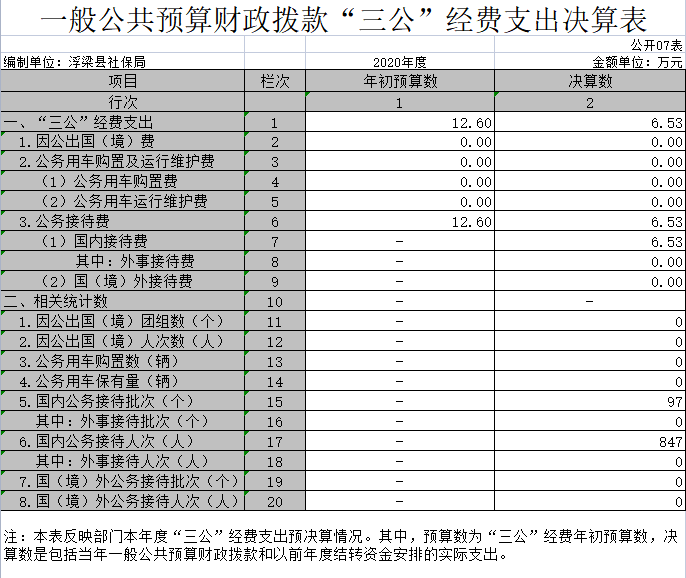 一般公共预算财政拨款“三公”经费支出决算表
公开07表
编制单位：浮梁县社保局 2020年度 金额单位：万元
项目 栏次 年初预算数 决算数
行次 1 2
一、“三公”经费支出 1 12.60 6.53
1.因公出国（境）费 2 0.00 0.00
2.公务用车购置及运行维护费 3 0.00 0.00
（1）公务用车购置费 4 0.00 0.00
（2）公务用车运行维护费 5 0.00 0.00
3.公务接待费 6 12.60 6.53
（1）国内接待费 7 - 6.53
其中：外事接待费 8 - 0.00
（2）国（境）外接待费 9 - 0.00
二、相关统计数 10 - -
1.因公出国（境）团组数（个） 11 - 0
2.因公出国（境）人次数（人） 12 - 0
3.公务用车购置数（辆） 13 - 0
4.公务用车保有量（辆） 14 - 0
5.国内公务接待批次（个） 15 - 97
其中：外事接待批次（个） 16 - 0
6.国内公务接待人次（人） 17 - 847
其中：外事接待人次（人） 18 - 0
7.国（境）外公务接待批次（个） 19 - 0
8.国（境）外公务接待人次（人） 20 - 0
注：本表反映部门本年度“三公”经费支出预决算情况。其中，预算数为“三公”经费年初预算数，决
算数是包括当年一般公共预算财政拨款和以前年度结转资金安排的实际支出。